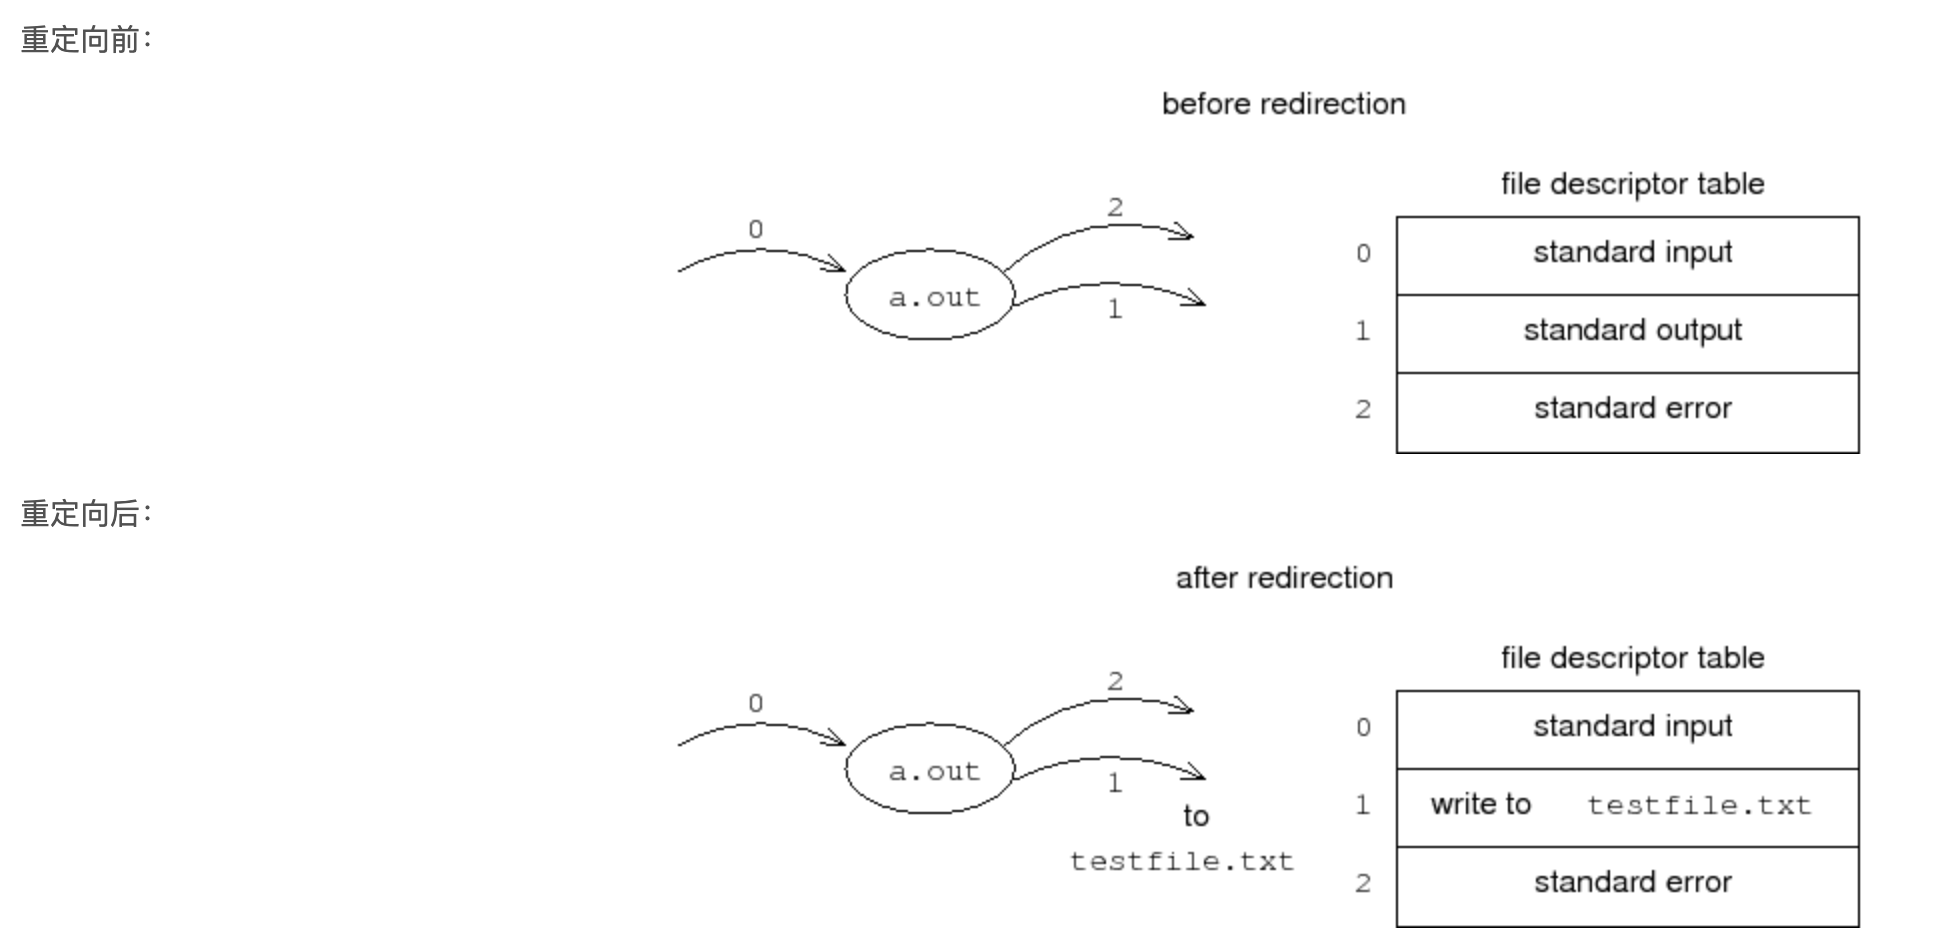 重定向前：
before redirection
file descriptor table
0
a.out
2
1
0 standard input
1 standard output
2 standard error
重定向后：
after redirection
file descriptor table
0
a.out
2
1
to
testfile.txt
0 standard input
1 write to testfile.txt
2 standard error